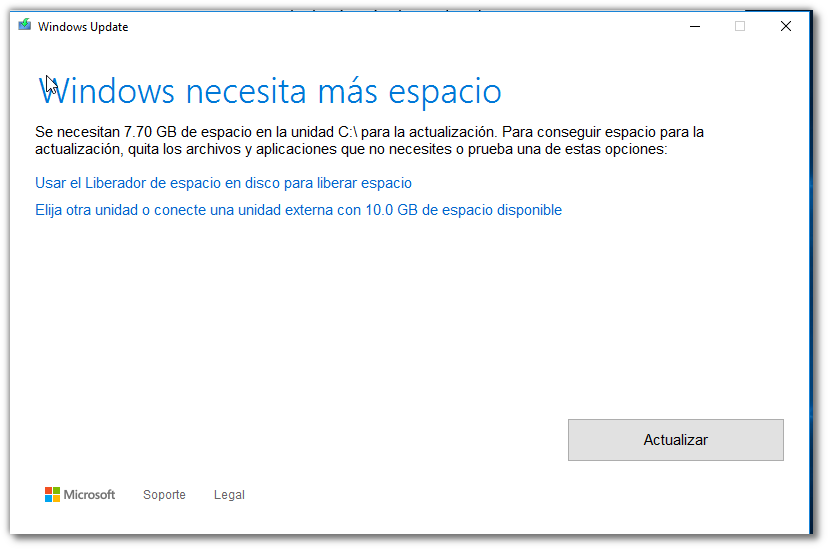 Windows Update
Windows necesita más espacio
Se necesitan 7.70 GB de espacio en la unidad C:\ para la actualización. Para conseguir espacio para la
actualización, quita los archivos y aplicaciones que no necesites o prueba una de estas opciones:
Usar el Liberador de espacio en disco para liberar espacio
Elija otra unidad o conecte una unidad externa con 10.0 GB de espacio disponible
Actualizar
Microsoft Soporte Legal